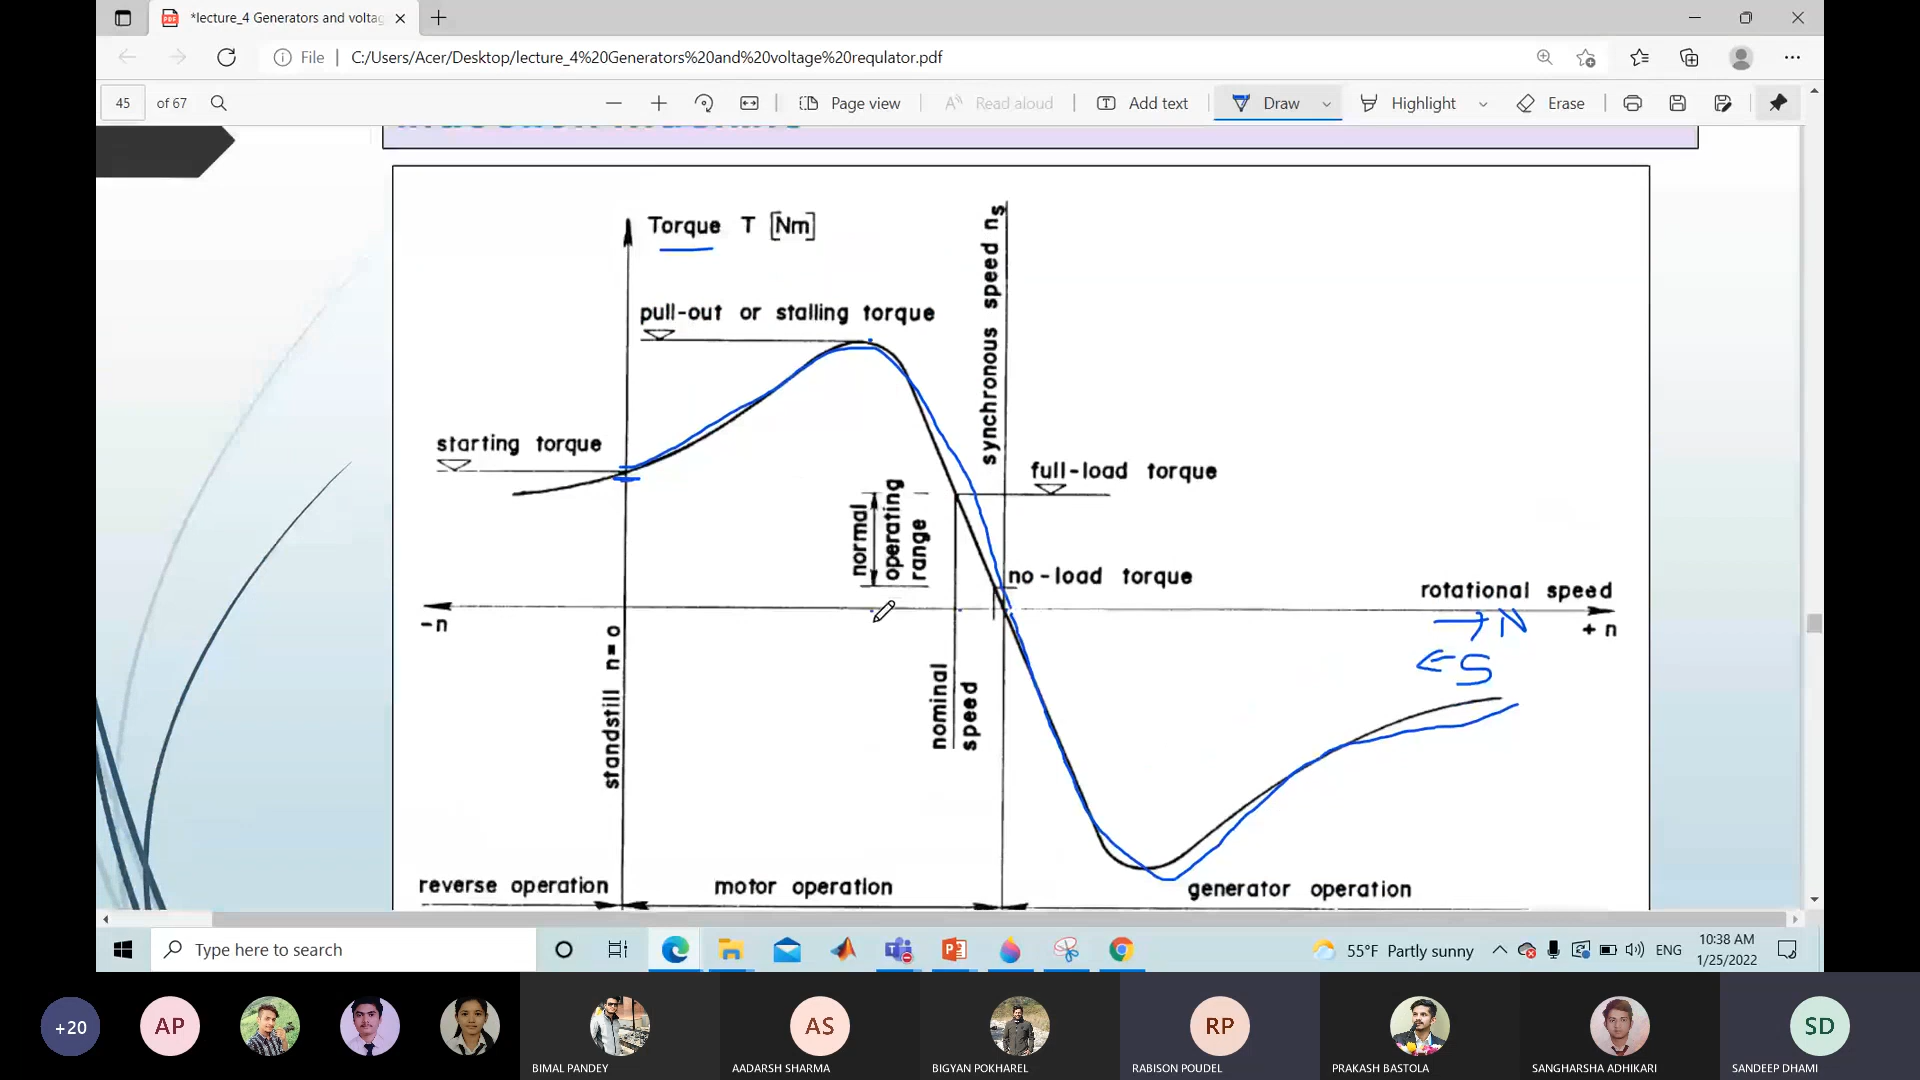 *lecture_4 Generators and voltag
File
C:/Users/Acer/Desktop/lecture_4%20Generators%20and%20voltage%20requlator.pdf
45 of 67
Page view
Read aloud
Add text
Draw
Highlight
Erase
Torque T [Nm]
pull-out or stalling torque
synchronous speed ns
starting torque
full-load torque
normal operating range
no-load torque
rotational speed
-n
+ n
N
S
standstill n=0
nominal speed
reverse operation
motor operation
generator operation
Type here to search
55°F Partly sunny
ENG
10:38 AM
1/25/2022
+20
AP
AS
RP
SD
BIMAL PANDEY
AADARSH SHARMA
BIGYAN POKHAREL
RABISON POUDEL
PRAKASH BASTOLA
SANGHARSHA ADHIKARI
SANDEEP DHAMI